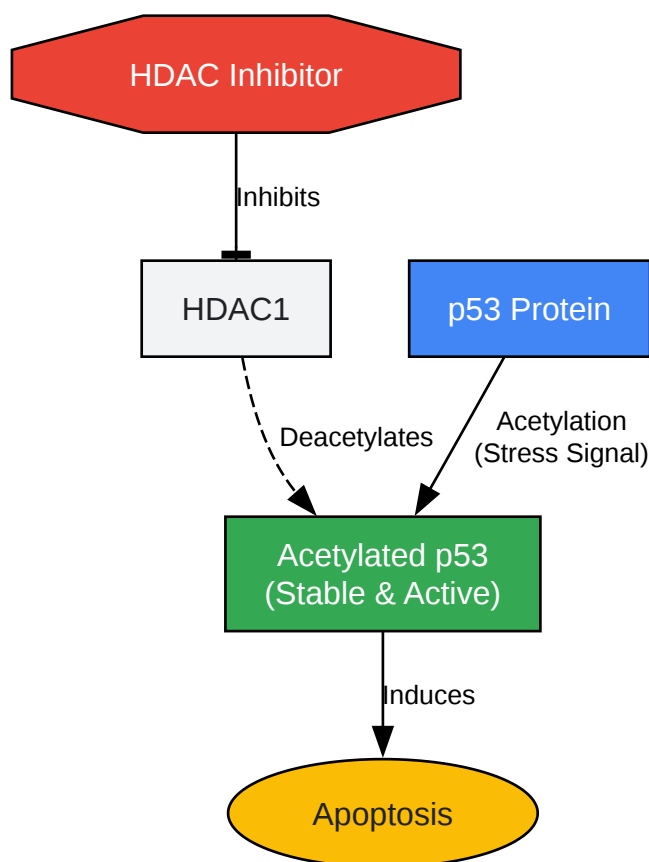 HDAC Inhibitor
Inhibits
HDAC1
p53 Protein
Deacetylates
Acetylation
(Stress Signal)
Acetylated p53
(Stable & Active)
Induces
Apoptosis